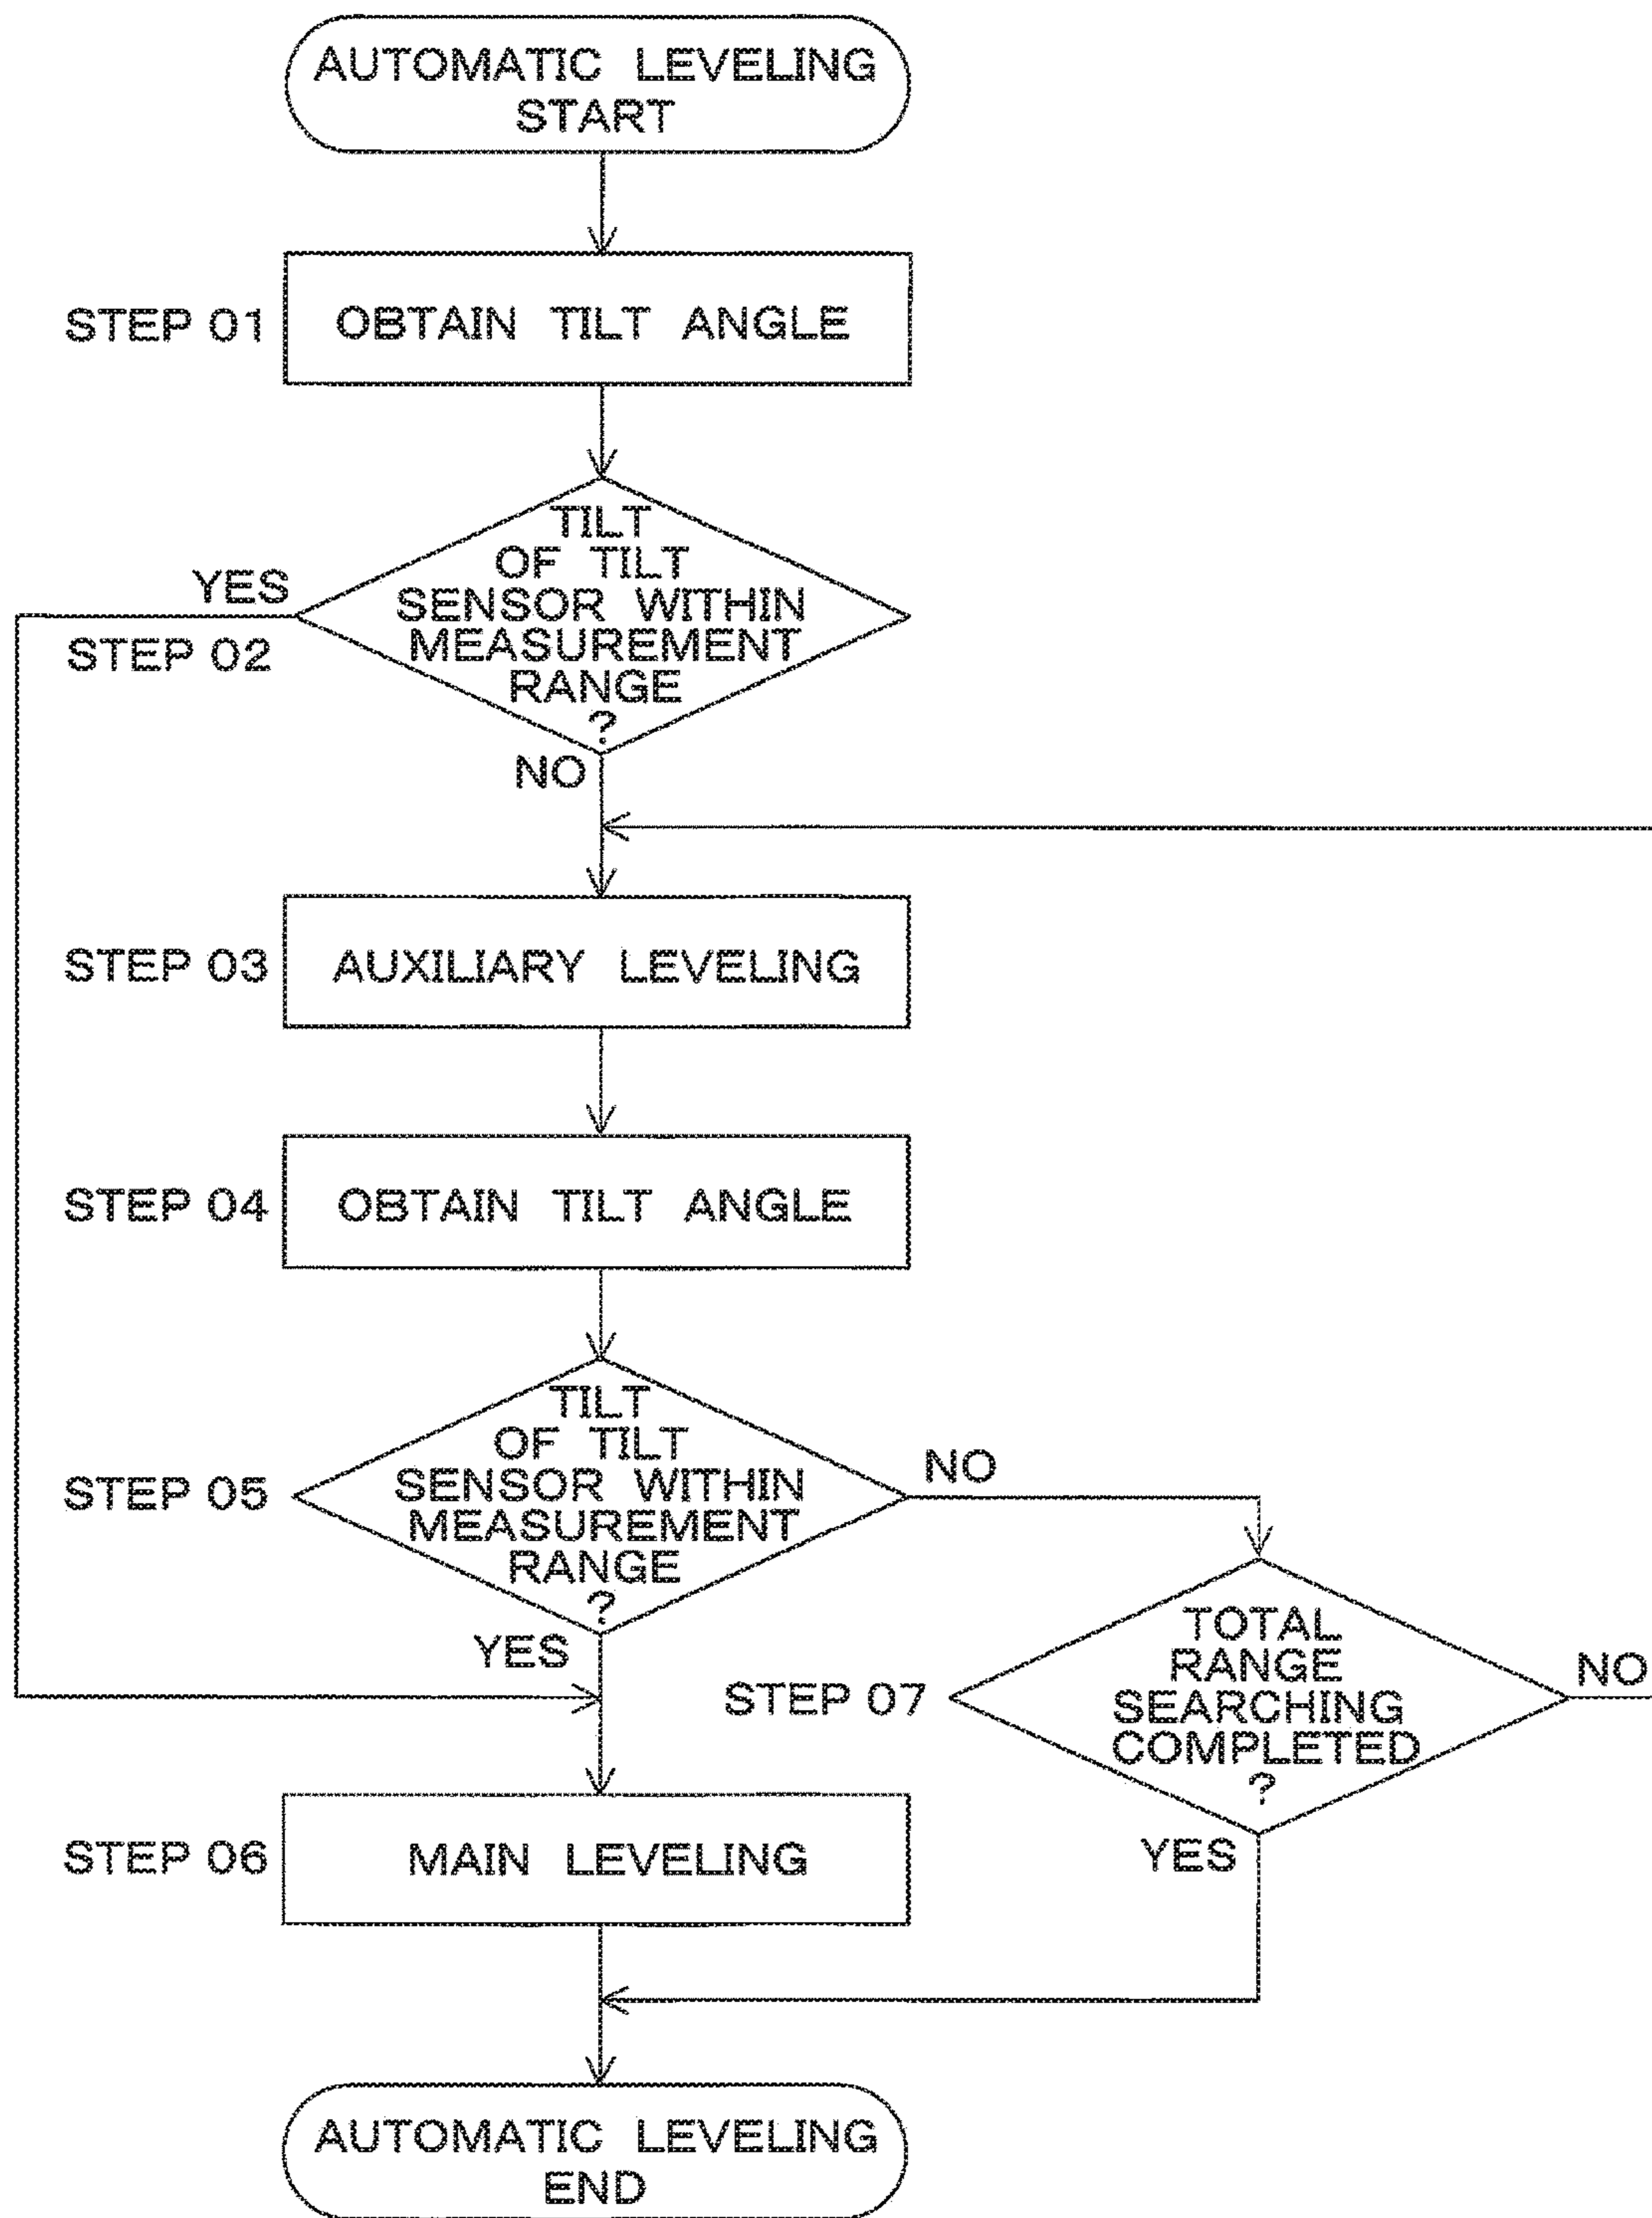 AUTOMATIC LEVELING
START
STEP 01
OBTAIN TILT ANGLE
TILT
OF TILT
SENSOR WITHIN
MEASUREMENT
RANGE
?
YES
STEP 02
NO
STEP 03
AUXILIARY LEVELING
STEP 04
OBTAIN TILT ANGLE
STEP 05
TILT
OF TILT
SENSOR WITHIN
MEASUREMENT
RANGE
?
NO
YES
STEP 07
TOTAL
RANGE
SEARCHING
COMPLETED
?
NO
YES
STEP 06
MAIN LEVELING
AUTOMATIC LEVELING
END